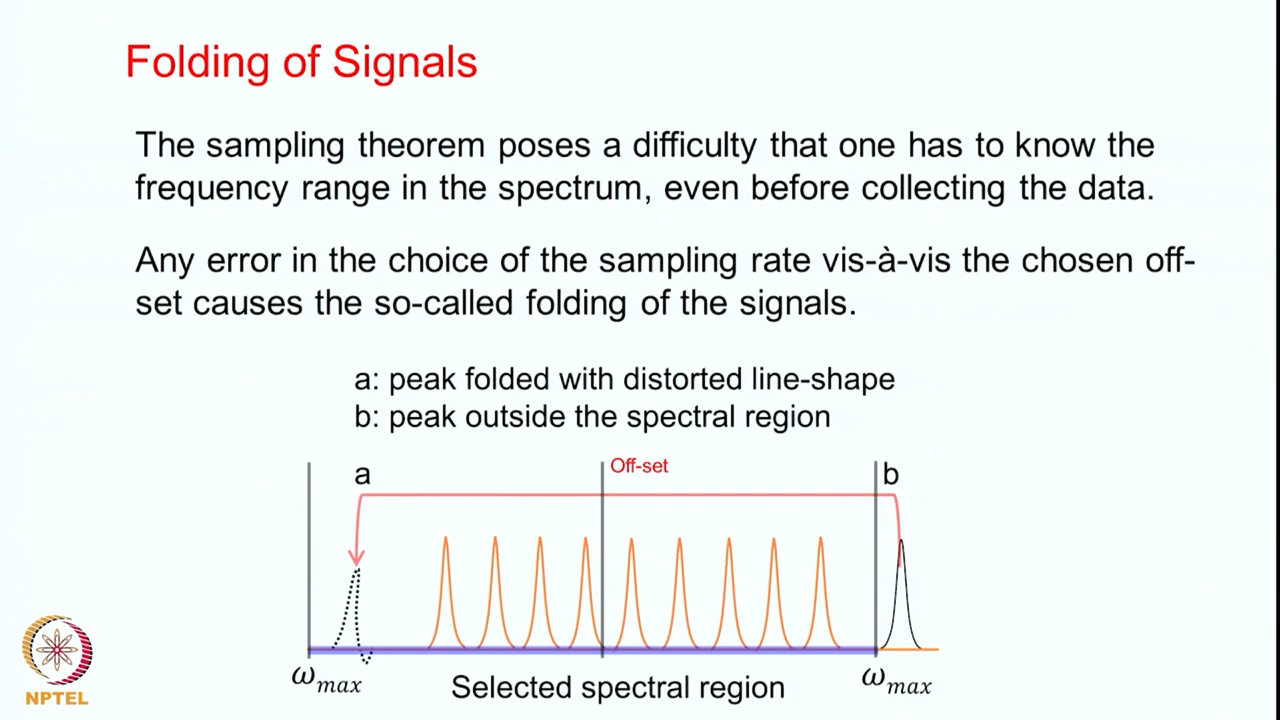 Folding of Signals
The sampling theorem poses a difficulty that one has to know the
frequency range in the spectrum, even before collecting the data.
Any error in the choice of the sampling rate vis-à-vis the chosen off-
set causes the so-called folding of the signals.
a: peak folded with distorted line-shape
b: peak outside the spectral region
a
Off-set
b
ω_max
Selected spectral region
ω_max
NPTEL